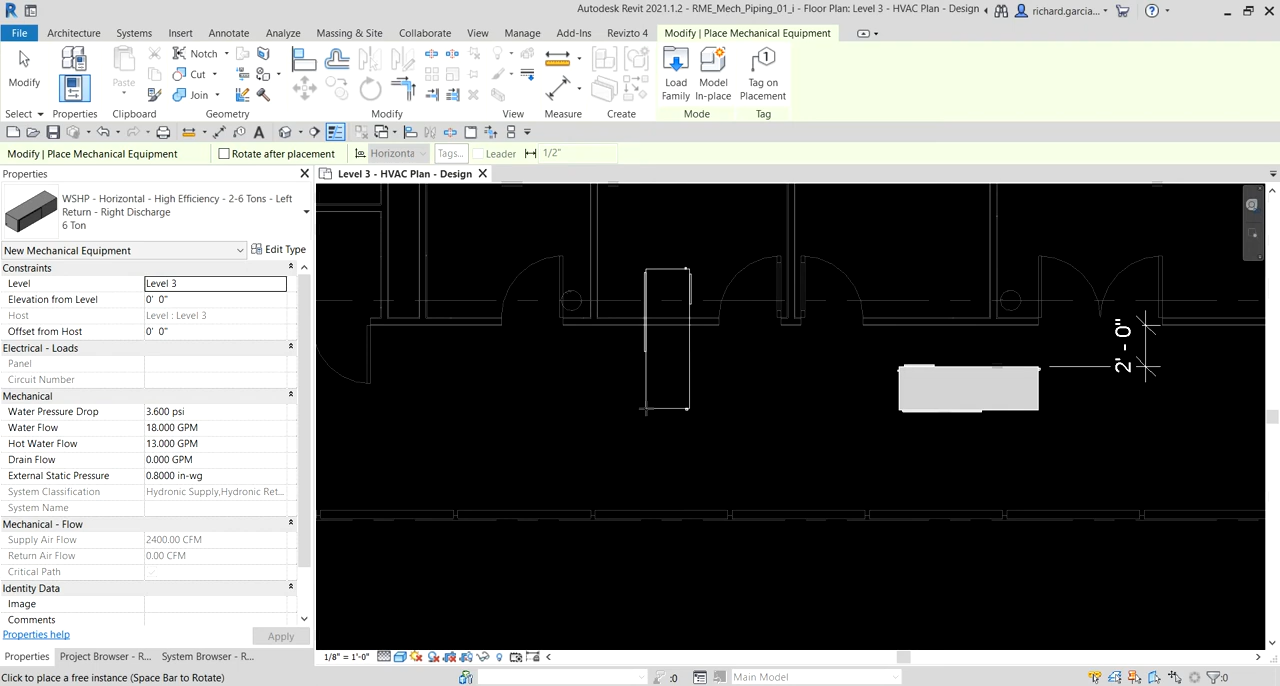 Autodesk Revit 2021.1.2 - RME_Mech_Piping_01_i - Floor Plan: Level 3 - HVAC Plan - Design
richard.garcia...
File Architecture Systems Insert Annotate Analyze Massing & Site Collaborate View Manage Add-Ins Revizto 4 Modify | Place Mechanical Equipment
Modify
Paste
Notch
Cut
Join
Load Family
Model In-place
Tag on Placement
Select Properties Clipboard Geometry Modify View Measure Create Mode Tag
Modify | Place Mechanical Equipment Rotate after placement Horizonta Tags... Leader 1/2"
Properties
Level 3 - HVAC Plan - Design
WSHP - Horizontal - High Efficiency - 2-6 Tons - Left
Return - Right Discharge
6 Ton
New Mechanical Equipment Edit Type
Constraints
Level Level 3
Elevation from Level 0' 0"
Host Level : Level 3
Offset from Host 0' 0"
Electrical - Loads
Panel
Circuit Number
Mechanical
Water Pressure Drop 3.600 psi
Water Flow 18.000 GPM
Hot Water Flow 13.000 GPM
Drain Flow 0.000 GPM
External Static Pressure 0.8000 in-wg
System Classification Hydronic Supply,Hydronic Ret...
System Name
Mechanical - Flow
Supply Air Flow 2400.00 CFM
Return Air Flow 0.00 CFM
Critical Path
Identity Data
Image
Comments
Properties help Apply
Properties Project Browser - R... System Browser - R...
2' - 0"
1/8" = 1'-0"
Click to place a free instance (Space Bar to Rotate)
:0
Main Model
:0